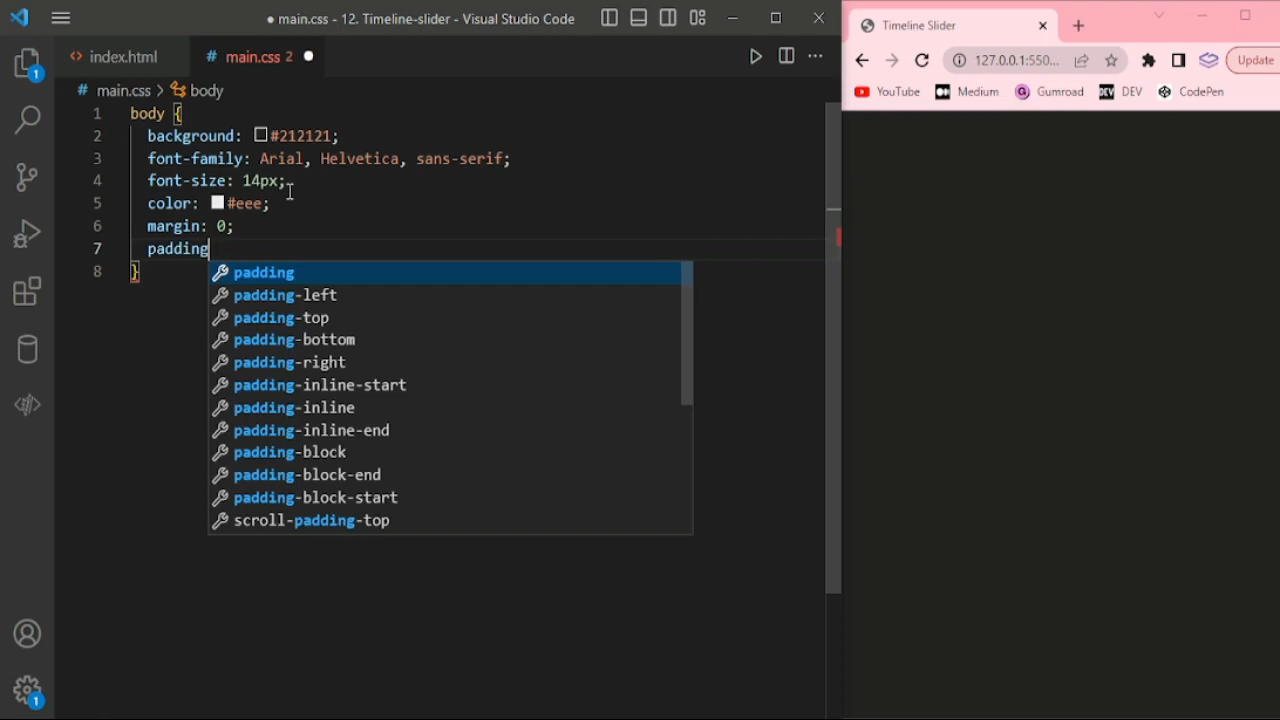 ● main.css - 12. Timeline-slider - Visual Studio Code
index.html
main.css 2
main.css > body
1 body {
2 background: #212121;
3 font-family: Arial, Helvetica, sans-serif;
4 font-size: 14px;
5 color: #eee;
6 margin: 0;
7 padding
8 }
padding
padding-left
padding-top
padding-bottom
padding-right
padding-inline-start
padding-inline
padding-inline-end
padding-block
padding-block-end
padding-block-start
scroll-padding-top
1
1
Timeline Slider
127.0.0.1:550...
Update
YouTube
Medium
Gumroad
DEV DEV
CodePen